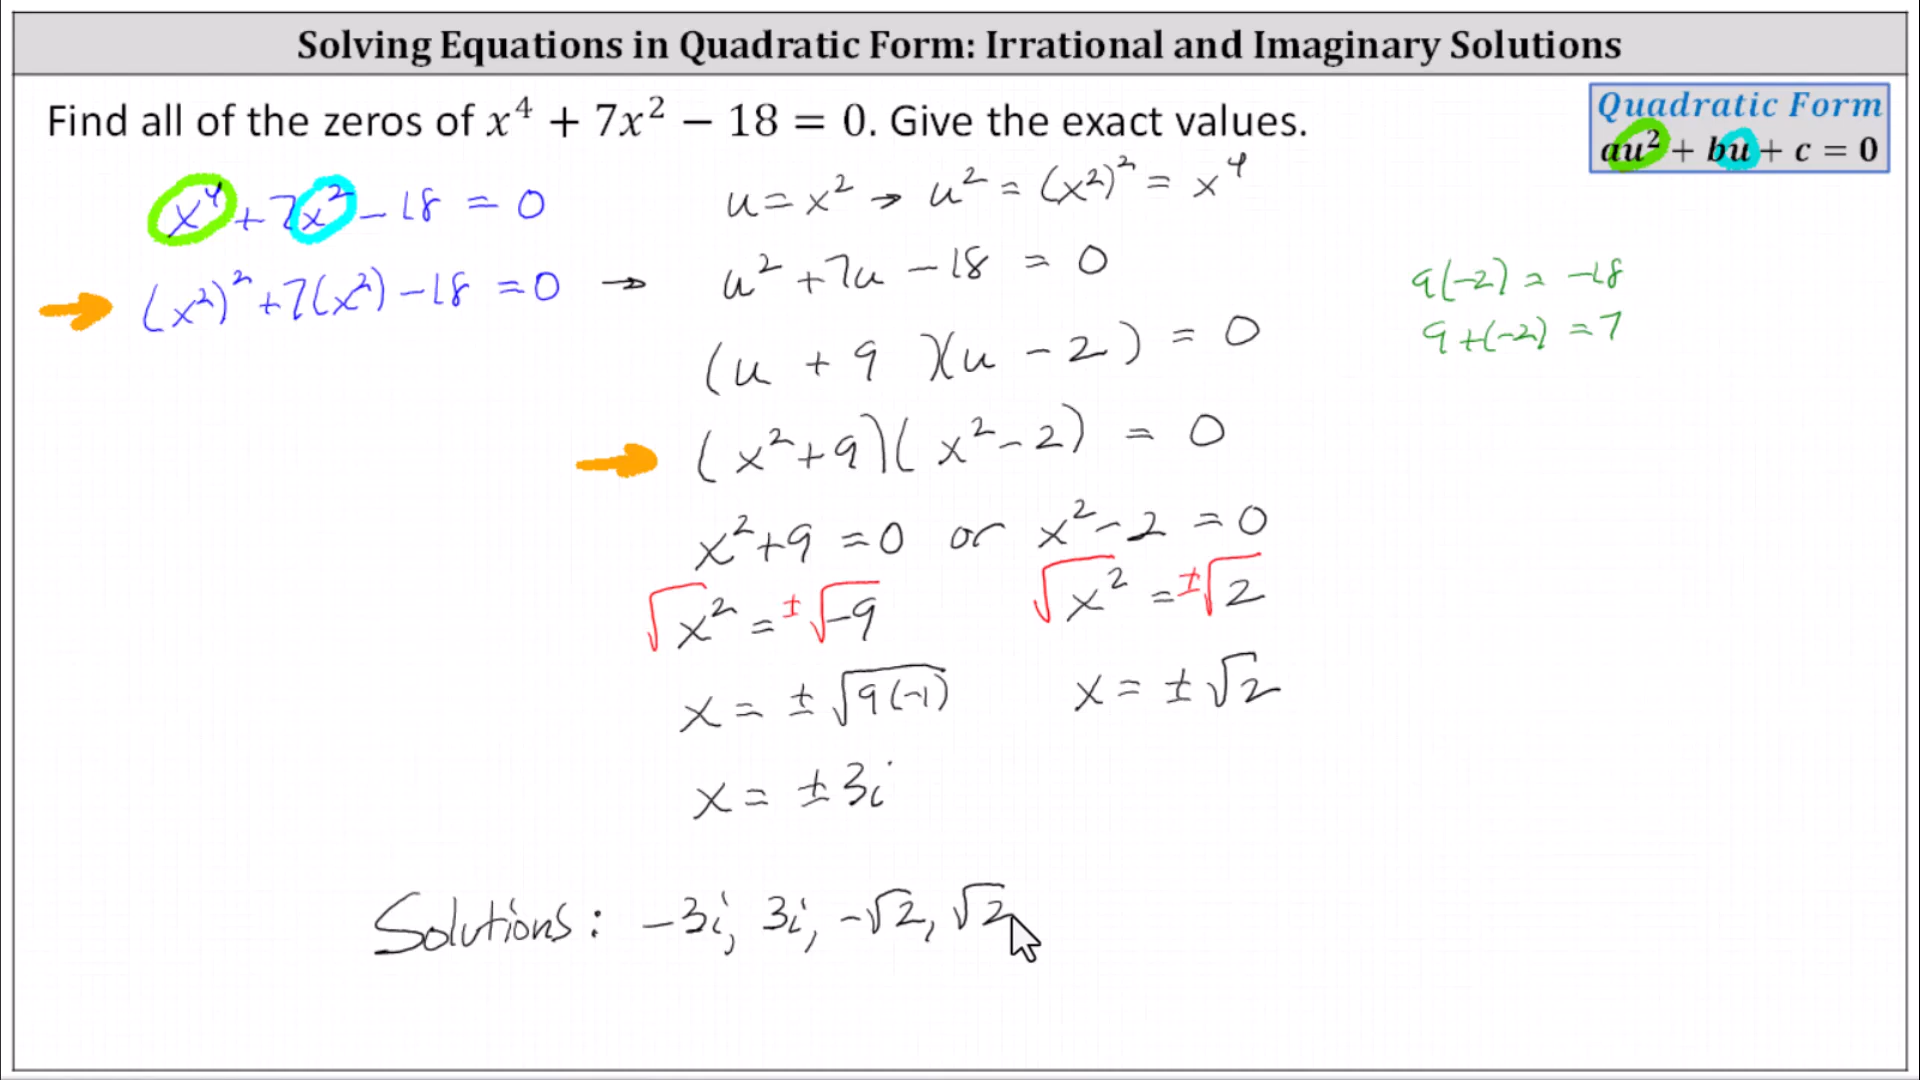 Solving Equations in Quadratic Form: Irrational and Imaginary Solutions
Find all of the zeros of x⁴ + 7x² − 18 = 0. Give the exact values.
Quadratic Form
au² + bu + c = 0
x⁴ + 7x² − 18 = 0
(x²)² + 7(x²) − 18 = 0 →
u = x² → u² = (x²)² = x⁴
u² + 7u − 18 = 0
(u + 9)(u − 2) = 0
9(−2) = −18
9 + (−2) = 7
(x² + 9)(x² − 2) = 0
x² + 9 = 0 or x² − 2 = 0
√x² = ±√−9 √x² = ±√2
x = ±√9(−1) x = ±√2
x = ±3i
Solutions: −3i, 3i, −√2, √2